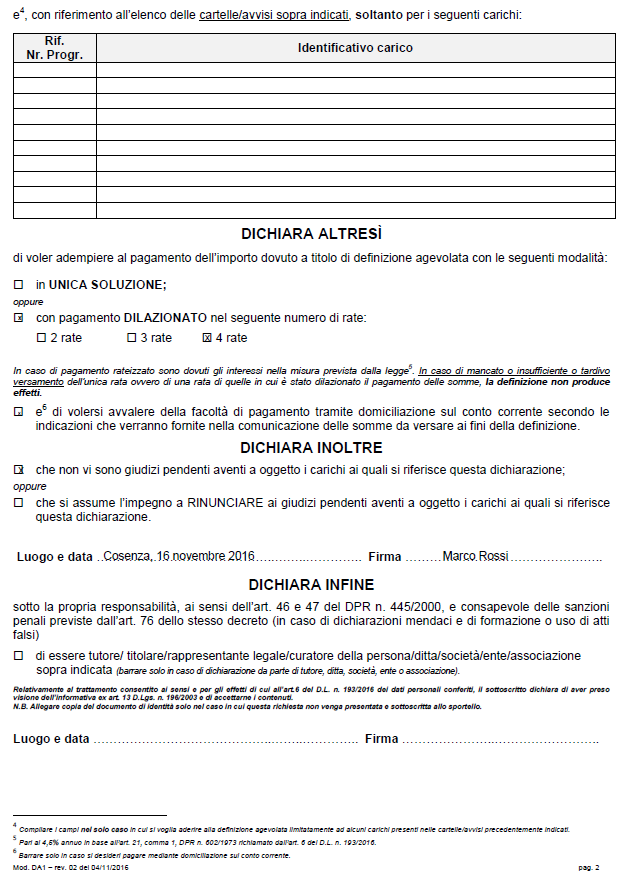 e4, con riferimento all'elenco delle cartelle/avvisi sopra indicati, soltanto per i seguenti carichi:
Rif.
Nr. Progr.
Identificativo carico
DICHIARA ALTRESÌ
di voler adempiere al pagamento dell'importo dovuto a titolo di definizione agevolata con le seguenti modalità:
☐ in UNICA SOLUZIONE;
oppure
☒ con pagamento DILAZIONATO nel seguente numero di rate:
☐ 2 rate ☐ 3 rate ☒ 4 rate
In caso di pagamento rateizzato sono dovuti gli interessi nella misura prevista dalla legge5. In caso di mancato o insufficiente o tardivo
versamento dell'unica rata ovvero di una rata di quelle in cui è stato dilazionato il pagamento delle somme, la definizione non produce
effetti.
☐ e6 di volersi avvalere della facoltà di pagamento tramite domiciliazione sul conto corrente secondo le
indicazioni che verranno fornite nella comunicazione delle somme da versare ai fini della definizione.
DICHIARA INOLTRE
☒ che non vi sono giudizi pendenti aventi a oggetto i carichi ai quali si riferisce questa dichiarazione;
oppure
☐ che si assume l'impegno a RINUNCIARE ai giudizi pendenti aventi a oggetto i carichi ai quali si riferisce
questa dichiarazione.
Luogo e data Cosenza, 16 novembre 2016 Firma Marco Rossi
DICHIARA INFINE
sotto la propria responsabilità, ai sensi dell'art. 46 e 47 del DPR n. 445/2000, e consapevole delle sanzioni
penali previste dall'art. 76 dello stesso decreto (in caso di dichiarazioni mendaci e di formazione o uso di atti
falsi)
☐ di essere tutore/ titolare/rappresentante legale/curatore della persona/ditta/società/ente/associazione
sopra indicata (barrare solo in caso di dichiarazione da parte di tutore, ditta, società, ente o associazione).
Relativamente al trattamento consentito ai sensi e per gli effetti di cui all'art.6 del D.L. n. 193/2016 dei dati personali conferiti, il sottoscritto dichiara di aver preso
visione dell'informativa ex art. 13 D.Lgs. n. 196/2003 e di accettarne i contenuti.
N.B. Allegare copia del documento di identità solo nel caso in cui questa richiesta non venga presentata e sottoscritta allo sportello.
Luogo e data Firma
4 Compilare i campi nel solo caso in cui si voglia aderire alla definizione agevolata limitatamente ad alcuni carichi presenti nelle cartelle/avvisi precedentemente indicati.
5 Pari al 4,5% annuo in base all'art. 21, comma 1, DPR n. 602/1973 richiamato dall'art. 6 del D.L. n. 193/2016.
6 Barrare solo in caso si desideri pagare mediante domiciliazione sul conto corrente.
Mod. DA1 – rev. 02 del 04/11/2016 pag. 2